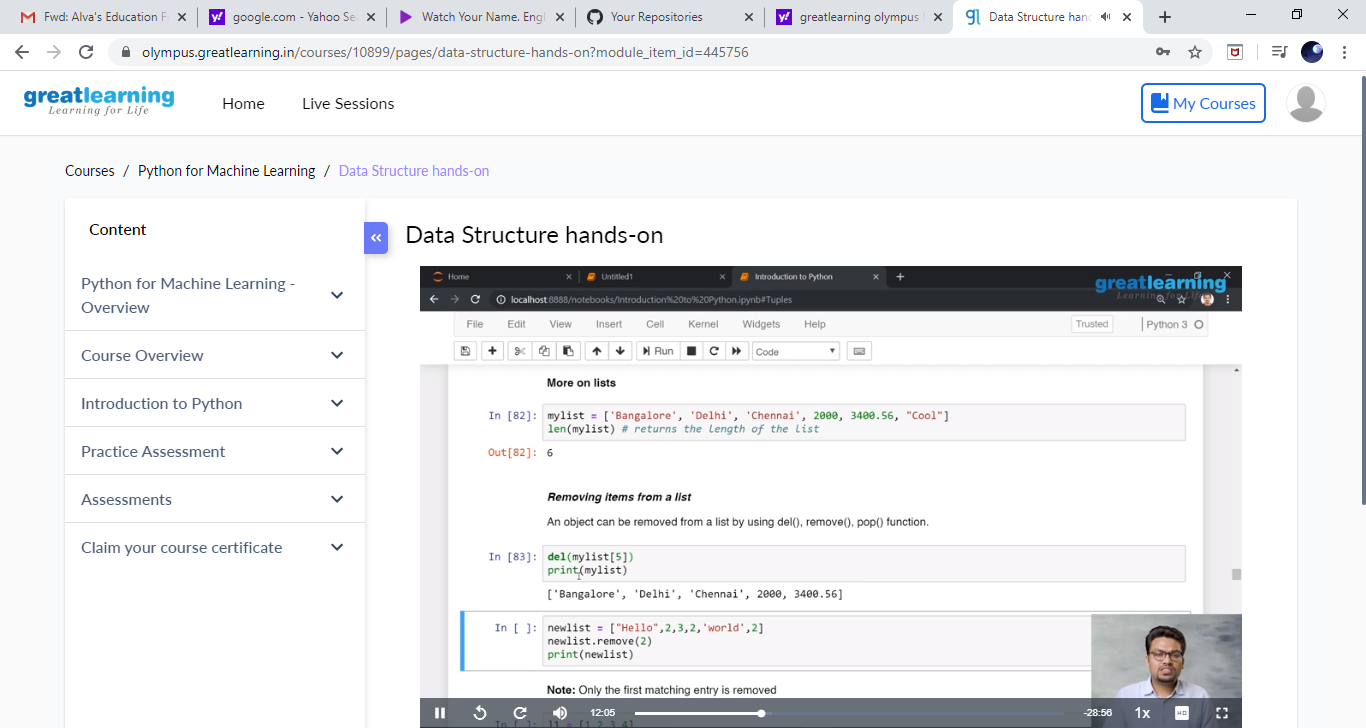 Fwd: Alva's Education F
google.com - Yahoo Se
Watch Your Name. Engl
Your Repositories
greatlearning olympus
Data Structure hand
olympus.greatlearning.in/courses/10899/pages/data-structure-hands-on?module_item_id=445756
greatlearning
Learning for Life
Home
Live Sessions
My Courses
Courses / Python for Machine Learning / Data Structure hands-on
Content
Python for Machine Learning -
Overview
Course Overview
Introduction to Python
Practice Assessment
Assessments
Claim your course certificate
Data Structure hands-on
Home
Untitled1
Introduction to Python
greatlearning
Learning for Life
localhost:8888/notebooks/Introduction%20to%20Python.ipynb#Tuples
File Edit View Insert Cell Kernel Widgets Help
Trusted
Python 3
Run
Code
More on lists
In [82]: mylist = ['Bangalore', 'Delhi', 'Chennai', 2000, 3400.56, "Cool"]
len(mylist) # returns the length of the list
Out[82]: 6
Removing items from a list
An object can be removed from a list by using del(), remove(), pop() function.
In [83]: del(mylist[5])
print(mylist)
['Bangalore', 'Delhi', 'Chennai', 2000, 3400.56]
In [ ]: newlist = ["Hello",2,3,2,'world',2]
newlist.remove(2)
print(newlist)
Note: Only the first matching entry is removed
In [ ]: l1 = [1,2,3,4]
12:05
-28:56
1x
HD